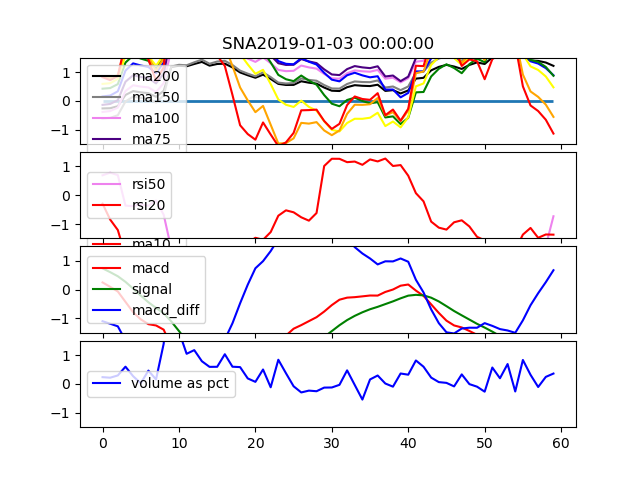 SNA2019-01-03 00:00:00
1
0
−1
ma200
ma150
ma100
ma75
1
0
−1
rsi50
rsi20
ma10
1
0
−1
macd
signal
macd_diff
1
0
−1
volume as pct
0 10 20 30 40 50 60